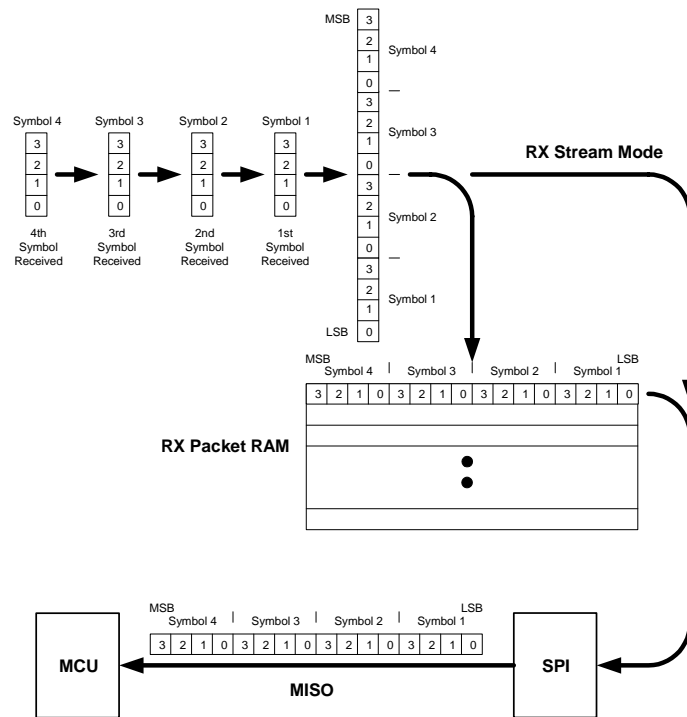 MSB
3
2
1
0
3
2
1
0
3
2
1
0
3
2
1
0
LSB
Symbol 4
Symbol 3
Symbol 2
Symbol 1
Symbol 4 Symbol 3 Symbol 2 Symbol 1
3 3 3 3
2 2 2 2
1 1 1 1
0 0 0 0
4th Symbol Received
3rd Symbol Received
2nd Symbol Received
1st Symbol Received
RX Stream Mode
MSB LSB
Symbol 4 | Symbol 3 | Symbol 2 | Symbol 1
3 2 1 0 3 2 1 0 3 2 1 0 3 2 1 0
RX Packet RAM
MSB LSB
Symbol 4 | Symbol 3 | Symbol 2 | Symbol 1
3 2 1 0 3 2 1 0 3 2 1 0 3 2 1 0
MCU
MISO
SPI